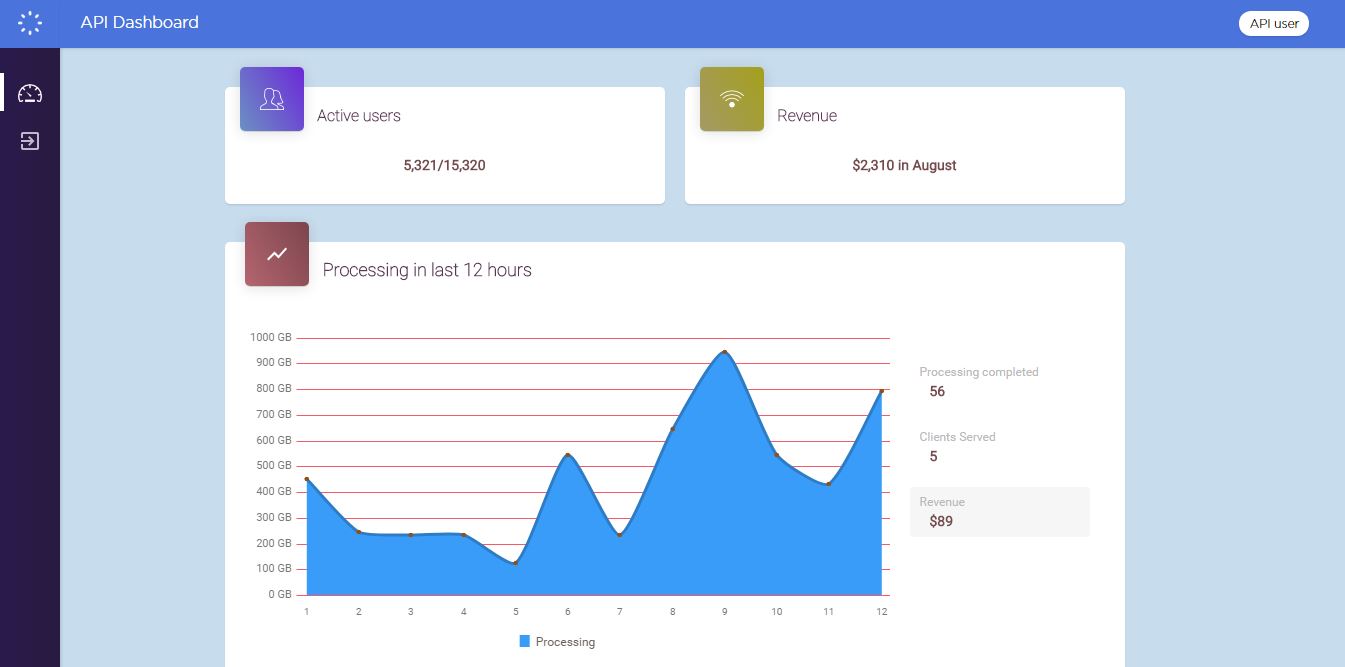 API Dashboard
API user
Active users
5,321/15,320
Revenue
$2,310 in August
Processing in last 12 hours
1000 GB
900 GB
800 GB
700 GB
600 GB
500 GB
400 GB
300 GB
200 GB
100 GB
0 GB
1 2 3 4 5 6 7 8 9 10 11 12
Processing
Processing completed
56
Clients Served
5
Revenue
$89